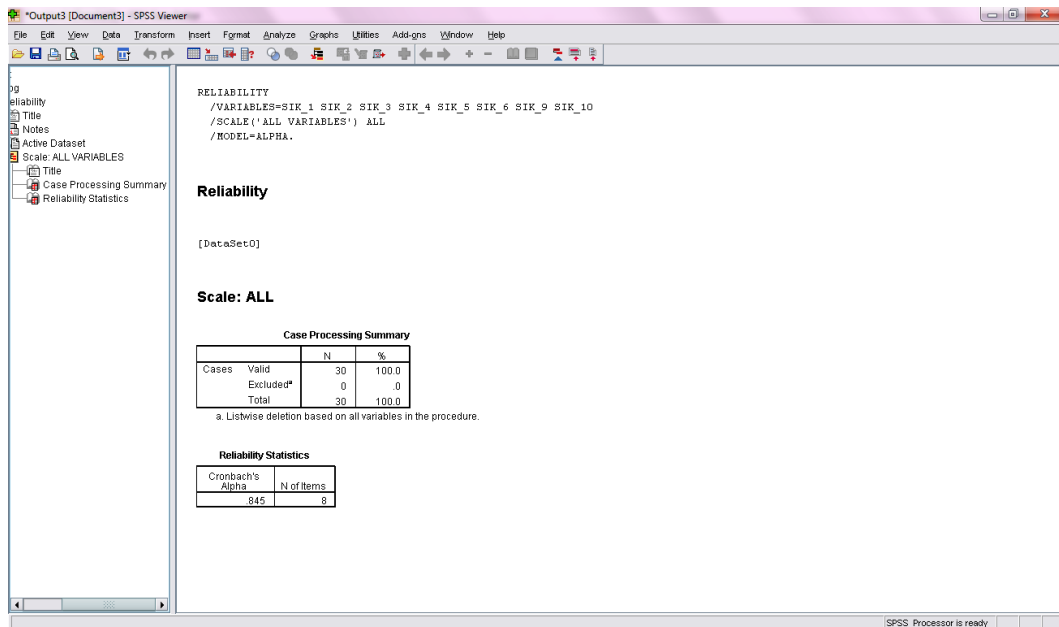 *Output3 [Document3] - SPSS Viewer
File Edit View Data Transform Insert Format Analyze Graphs Utilities Add-ons Window Help
og
eliability
Title
Notes
Active Dataset
Scale: ALL VARIABLES
Title
Case Processing Summary
Reliability Statistics
RELIABILITY
/VARIABLES=SIK_1 SIK_2 SIK_3 SIK_4 SIK_5 SIK_6 SIK_9 SIK_10
/SCALE('ALL VARIABLES') ALL
/MODEL=ALPHA.
Reliability
[DataSet0]
Scale: ALL
Case Processing Summary
N %
Cases Valid 30 100.0
Excludedª 0 .0
Total 30 100.0
a. Listwise deletion based on all variables in the procedure.
Reliability Statistics
Cronbach's
Alpha N of Items
.845 8
SPSS Processor is ready